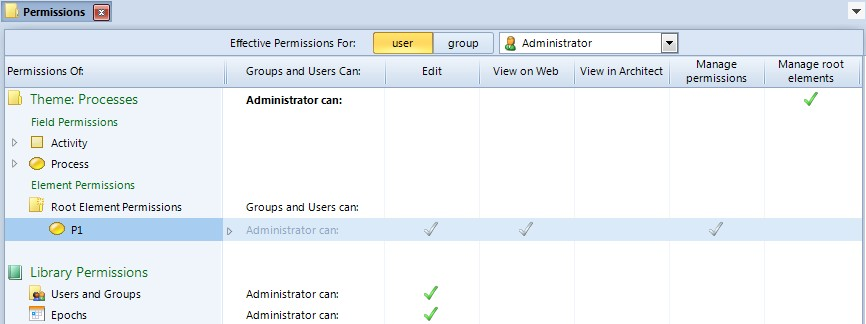 Permissions
Effective Permissions For: user group Administrator
Permissions Of: Groups and Users Can: Edit View on Web View in Architect Manage permissions Manage root elements
Theme: Processes Administrator can:
Field Permissions
Activity
Process
Element Permissions
Root Element Permissions Groups and Users can:
P1 Administrator can:
Library Permissions
Users and Groups Administrator can:
Epochs Administrator can: